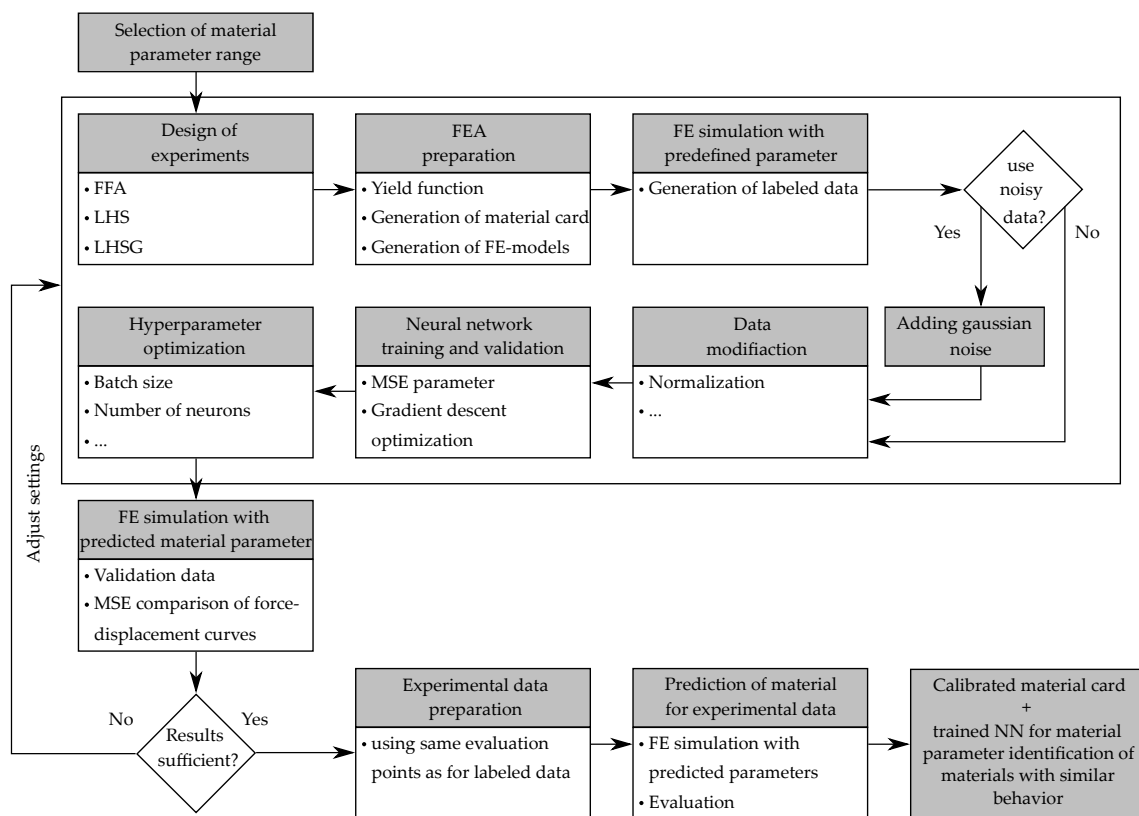 Selection of material
parameter range
Design of
experiments
• FFA
• LHS
• LHSG
FEA
preparation
• Yield function
• Generation of material card
• Generation of FE-models
FE simulation with
predefined parameter
• Generation of labeled data
use
noisy
data?
Yes
No
Adding gaussian
noise
Data
modifiaction
• Normalization
• ...
Neural network
training and validation
• MSE parameter
• Gradient descent
optimization
Hyperparameter
optimization
• Batch size
• Number of neurons
• ...
Adjust settings
FE simulation with
predicted material parameter
• Validation data
• MSE comparison of force-
displacement curves
No
Results
sufficient?
Yes
Experimental data
preparation
• using same evaluation
points as for labeled data
Prediction of material
for experimental data
• FE simulation with
predicted parameters
• Evaluation
Calibrated material card
+
trained NN for material
parameter identification of
materials with similar
behavior